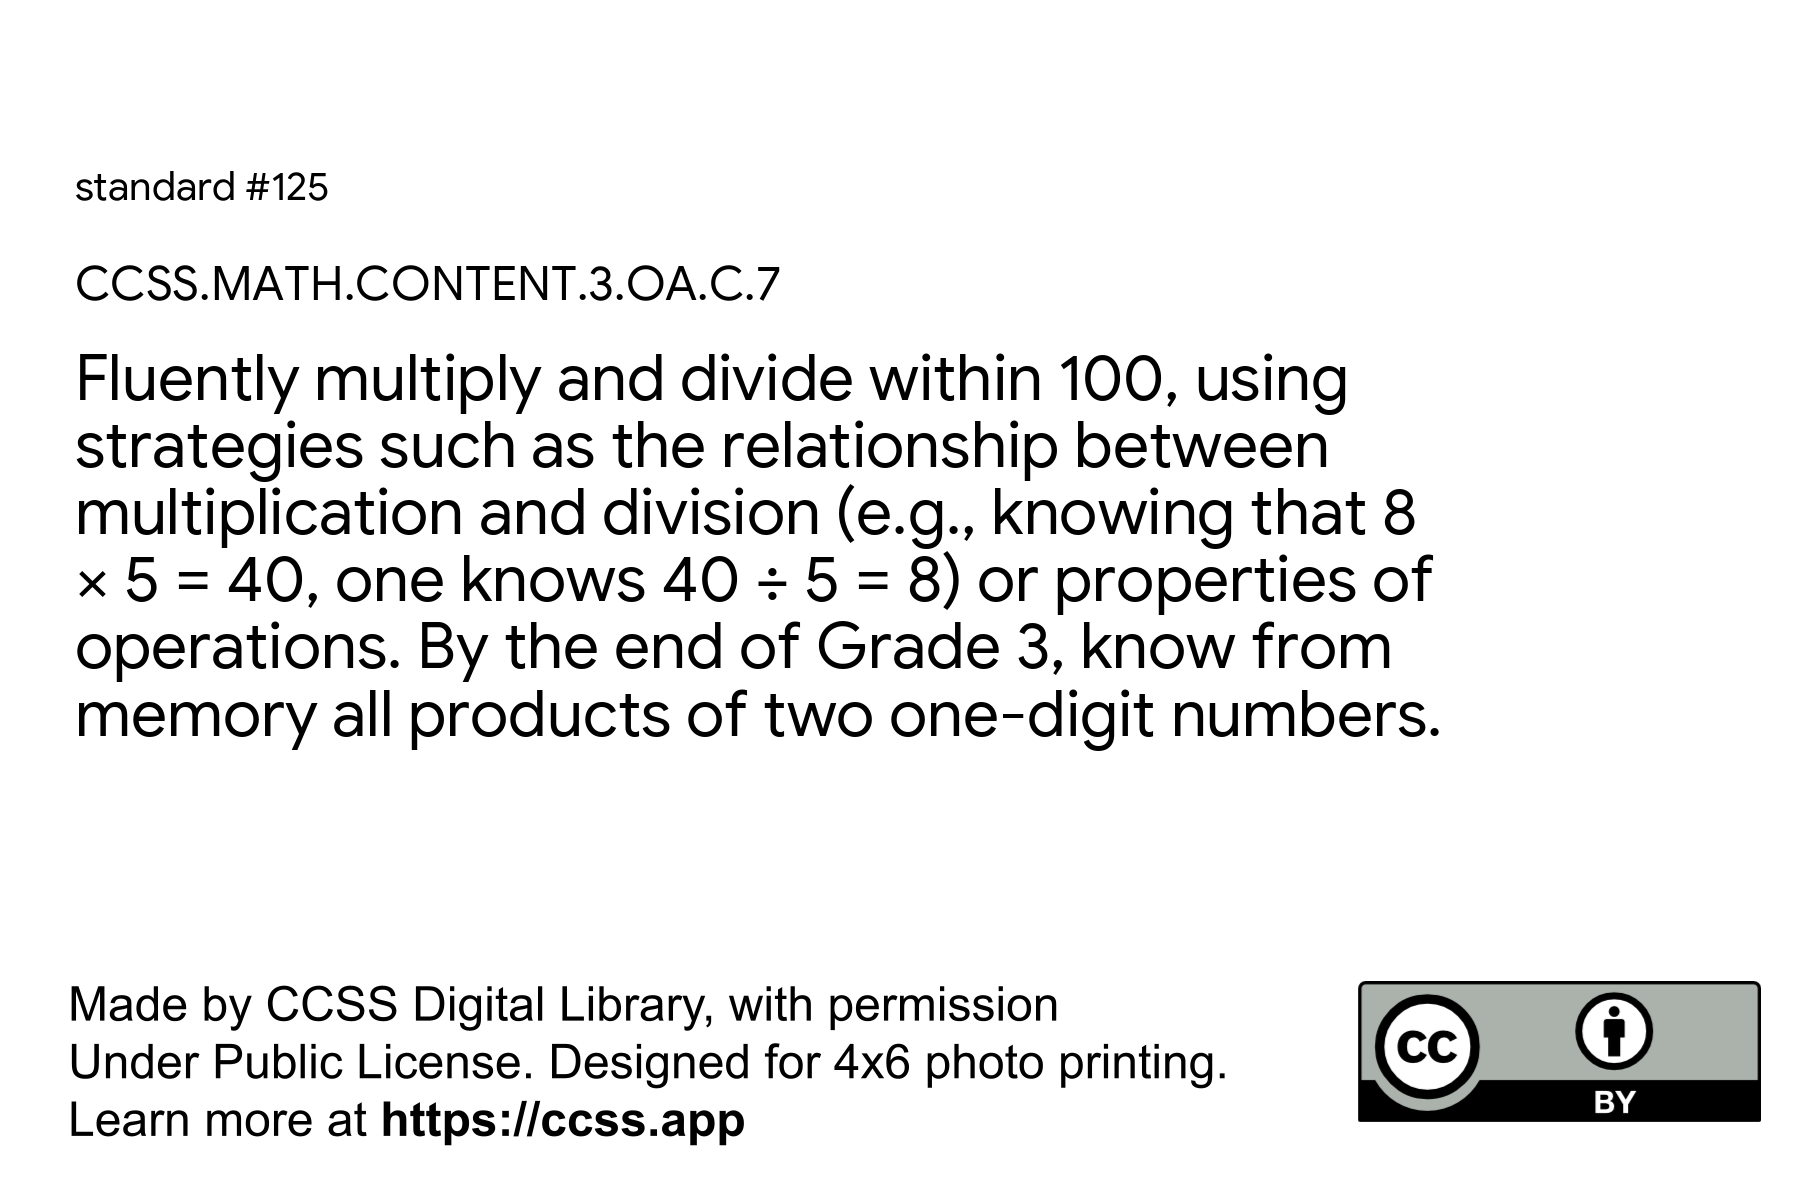 standard #125
CCSS.MATH.CONTENT.3.OA.C.7
Fluently multiply and divide within 100, using
strategies such as the relationship between
multiplication and division (e.g., knowing that 8
× 5 = 40, one knows 40 ÷ 5 = 8) or properties of
operations. By the end of Grade 3, know from
memory all products of two one-digit numbers.
Made by CCSS Digital Library, with permission
Under Public License. Designed for 4x6 photo printing.
Learn more at https://ccss.app
cc
BY